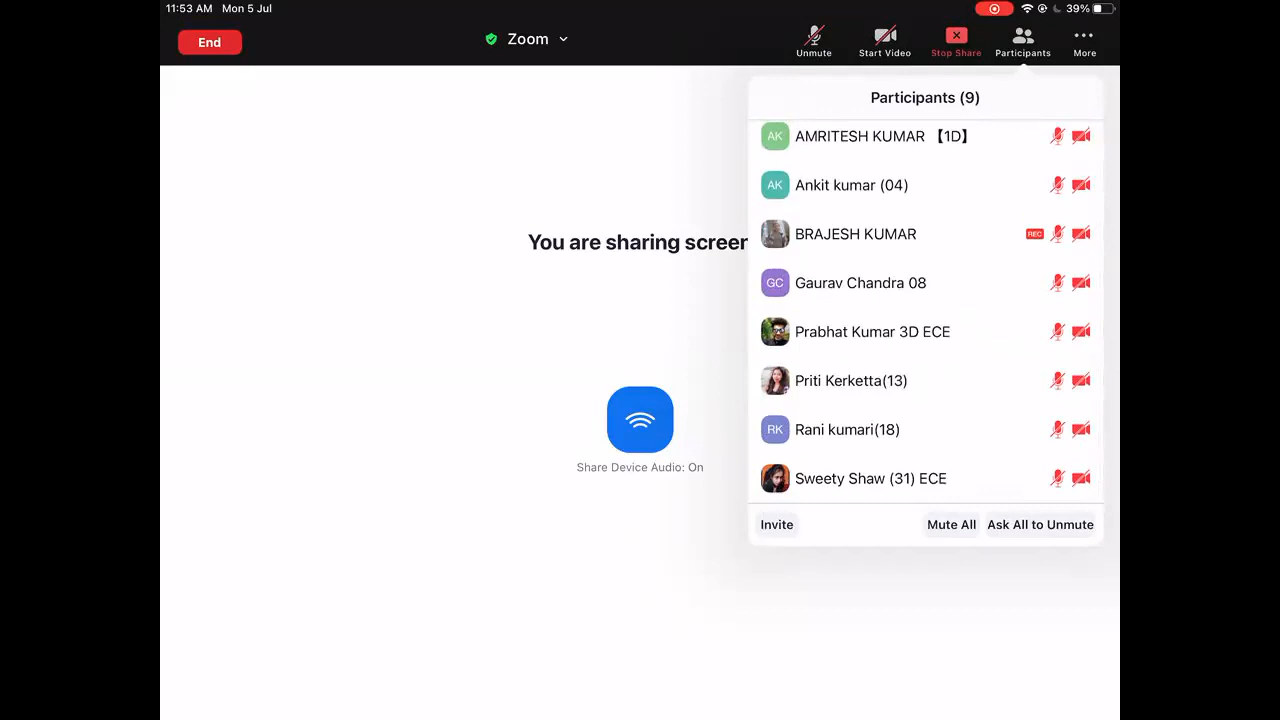 11:53 AM Mon 5 Jul
39%
End
Zoom
Unmute
Start Video
Stop Share
Participants
More
Participants (9)
AK AMRITESH KUMAR 【1D】
AK Ankit kumar (04)
BRAJESH KUMAR REC
GC Gaurav Chandra 08
Prabhat Kumar 3D ECE
Priti Kerketta(13)
RK Rani kumari(18)
Sweety Shaw (31) ECE
Invite
Mute All
Ask All to Unmute
You are sharing screen
Share Device Audio: On